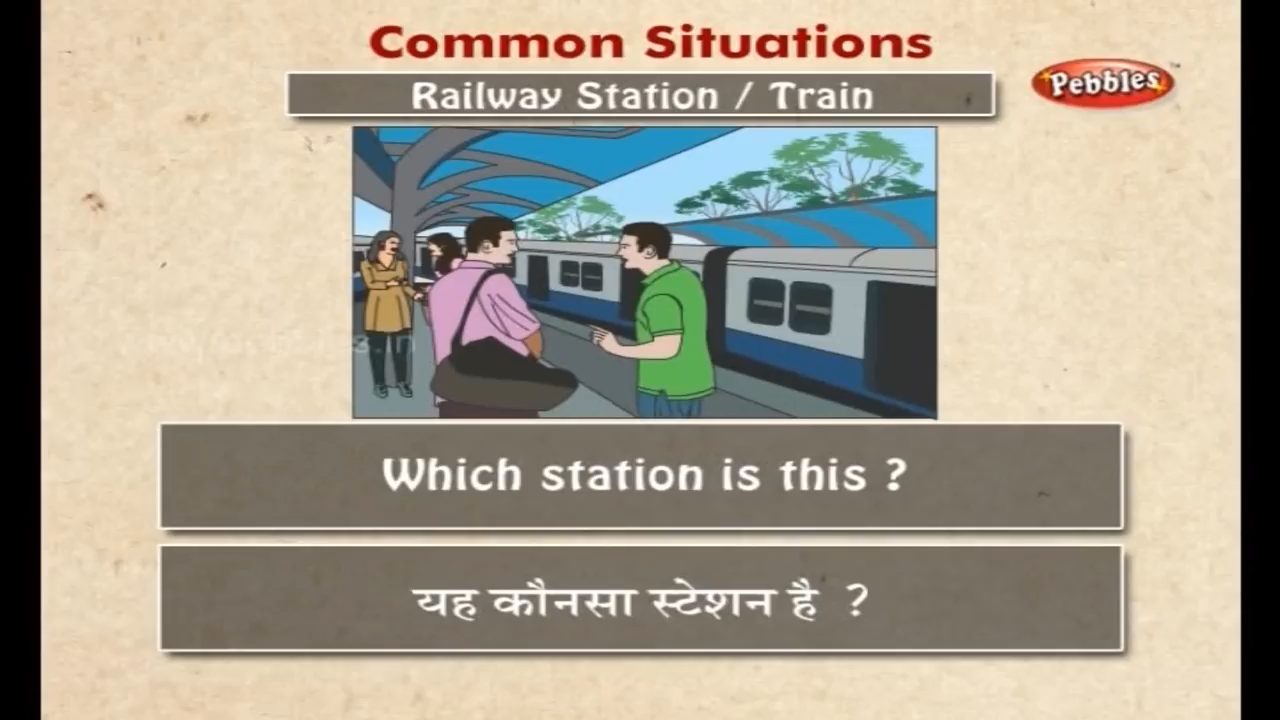 Common Situations
Railway Station / Train
Pebbles
Which station is this ?
यह कौनसा स्टेशन है ?